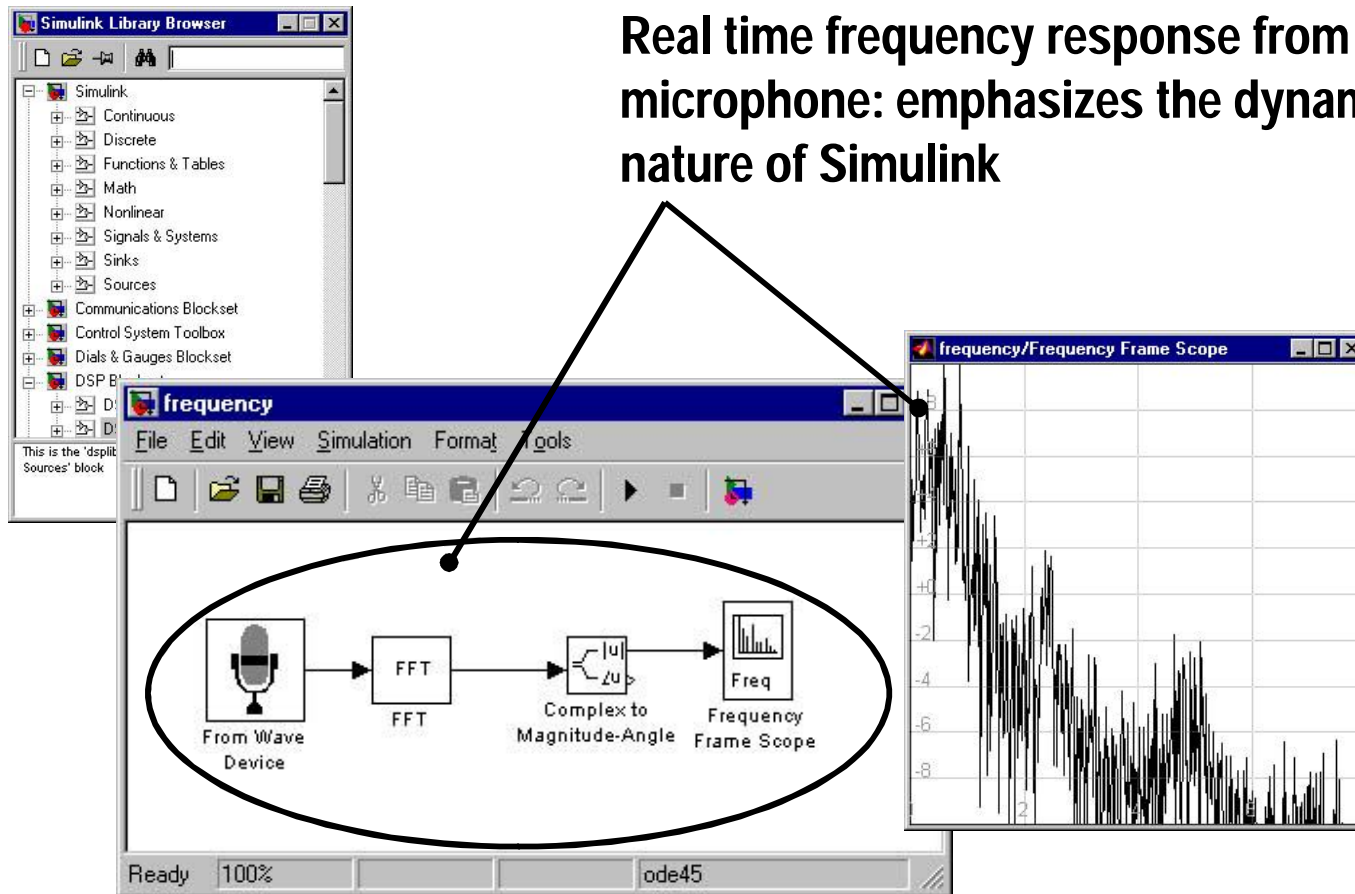 Simulink Library Browser
Real time frequency response from
microphone: emphasizes the
nature of Simulink
Simulink
Continuous
Discrete
Functions & Tables
Math
Nonlinear
Signals & Systems
Sinks
Sources
Communications Blockset
Control System Toolbox
Dials & Gauges Blockset
DSP
This is the
Sources' block
frequency
File Edit View Simulation Format Tools
From Wave
Device
FFT
FFT
|u|
∠u
Complex to
Magnitude-Angle
Freq
Frequency
Frame Scope
Ready 100% ode45
frequency/Frequency Frame Scope
+2
+0
-2
-4
-6
-8
2